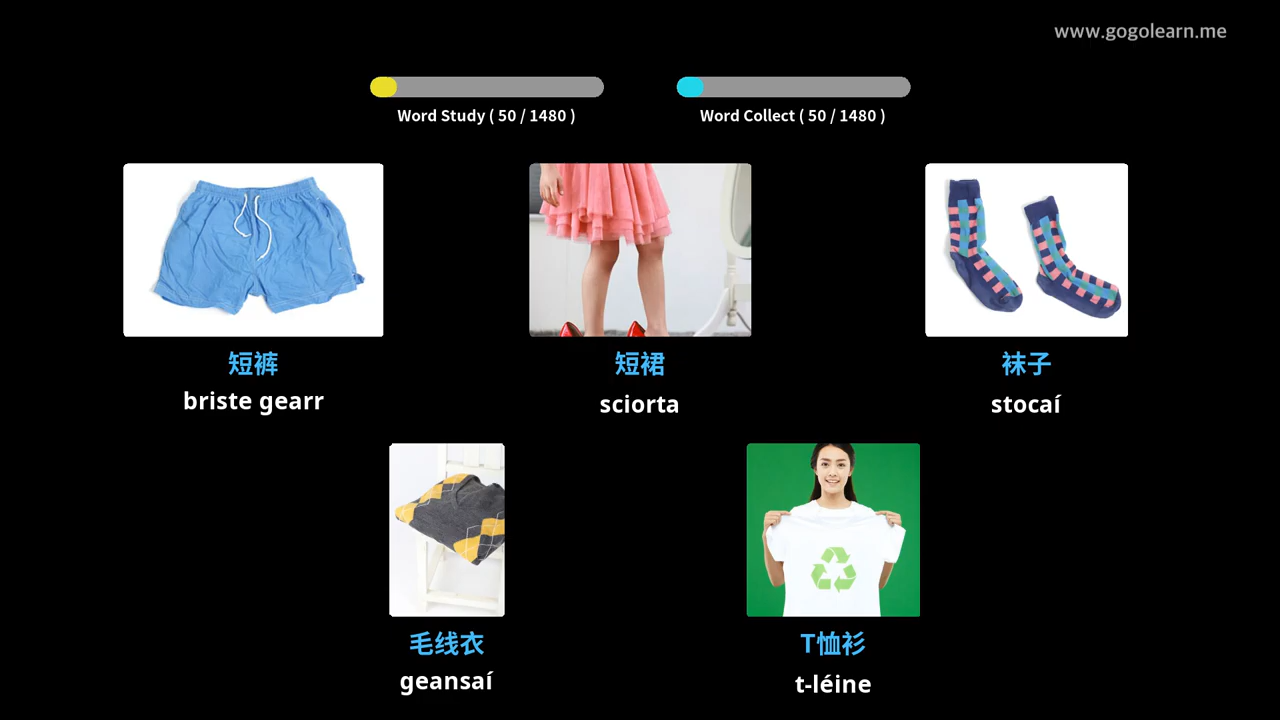 www.gogolearn.me
Word Study ( 50 / 1480 )
Word Collect ( 50 / 1480 )
短裤
briste gearr
短裙
sciorta
袜子
stocaí
毛线衣
geansaí
T恤衫
t-léine